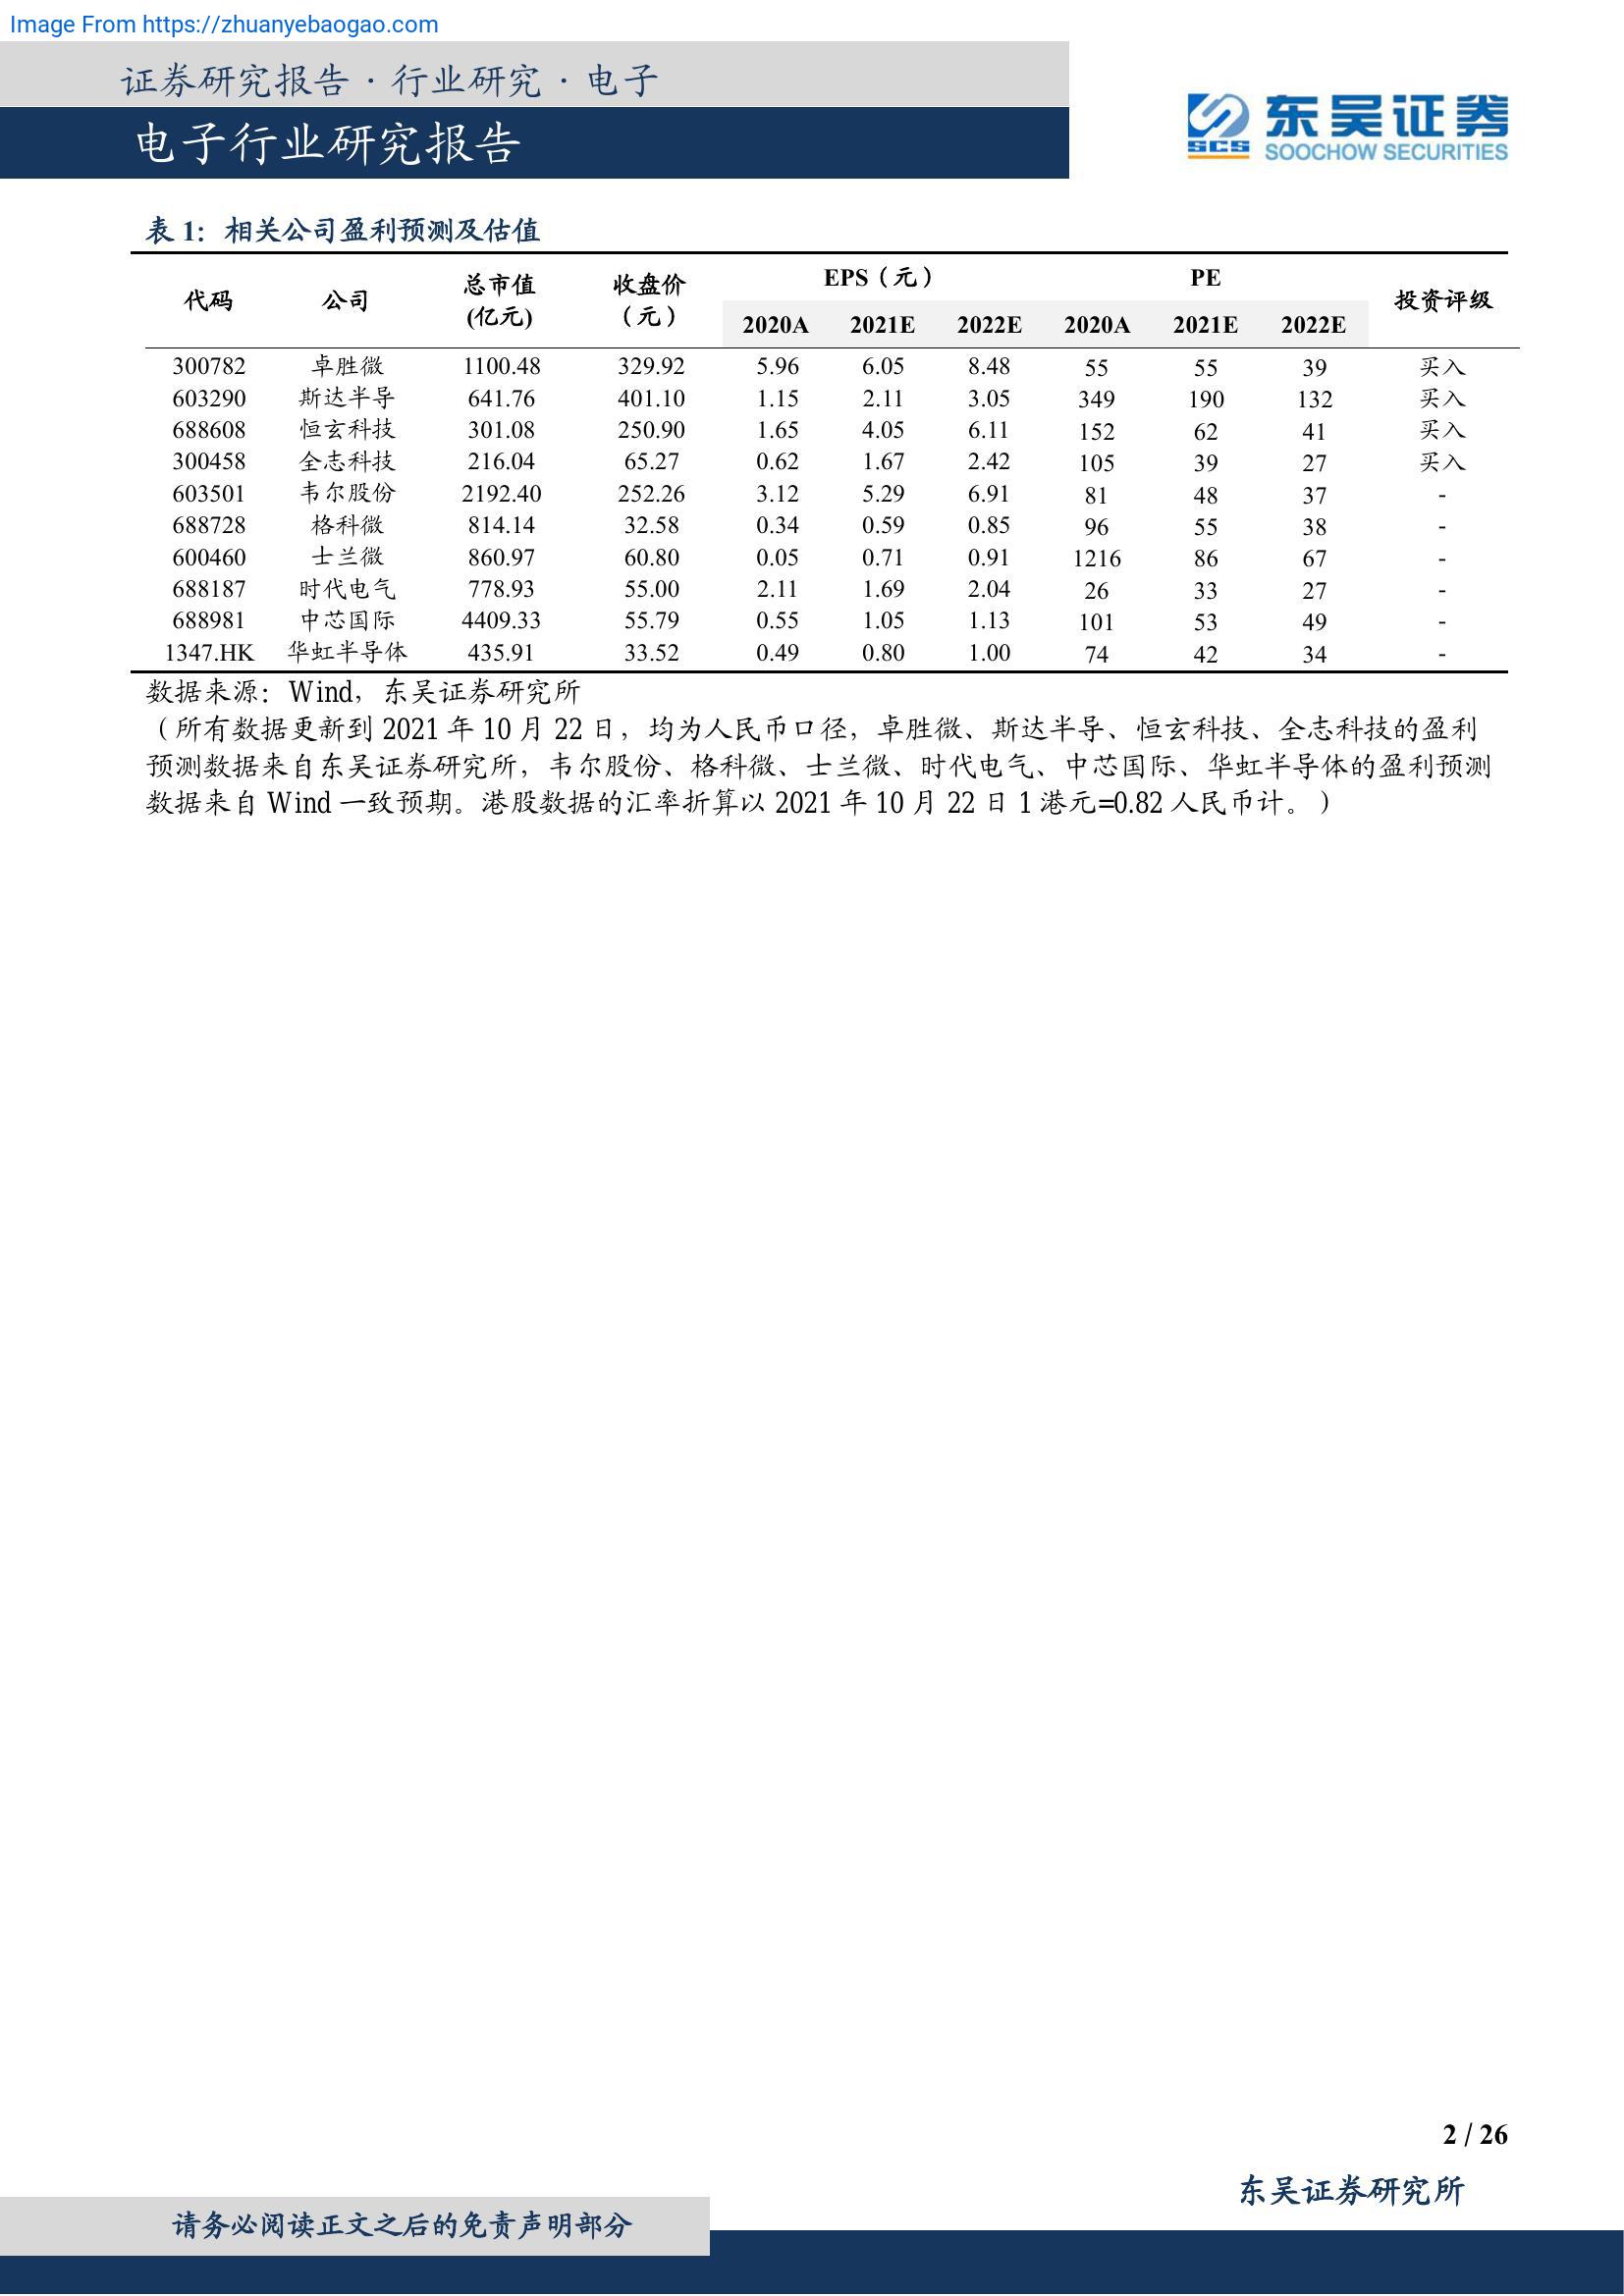 Image From https://zhuanyebaogao.com
证券研究报告 · 行业研究 · 电子
电子行业研究报告
SCS 东吴证券
SOOCHOW SECURITIES
表 1：相关公司盈利预测及估值
代码 公司 总市值(亿元) 收盘价（元） EPS（元） PE 投资评级
2020A 2021E 2022E 2020A 2021E 2022E
300782 卓胜微 1100.48 329.92 5.96 6.05 8.48 55 55 39 买入
603290 斯达半导 641.76 401.10 1.15 2.11 3.05 349 190 132 买入
688608 恒玄科技 301.08 250.90 1.65 4.05 6.11 152 62 41 买入
300458 全志科技 216.04 65.27 0.62 1.67 2.42 105 39 27 买入
603501 韦尔股份 2192.40 252.26 3.12 5.29 6.91 81 48 37 -
688728 格科微 814.14 32.58 0.34 0.59 0.85 96 55 38 -
600460 士兰微 860.97 60.80 0.05 0.71 0.91 1216 86 67 -
688187 时代电气 778.93 55.00 2.11 1.69 2.04 26 33 27 -
688981 中芯国际 4409.33 55.79 0.55 1.05 1.13 101 53 49 -
1347.HK 华虹半导体 435.91 33.52 0.49 0.80 1.00 74 42 34 -
数据来源：Wind，东吴证券研究所
（所有数据更新到 2021 年 10 月 22 日，均为人民币口径，卓胜微、斯达半导、恒玄科技、全志科技的盈利
预测数据来自东吴证券研究所，韦尔股份、格科微、士兰微、时代电气、中芯国际、华虹半导体的盈利预测
数据来自 Wind 一致预期。港股数据的汇率折算以 2021 年 10 月 22 日 1 港元=0.82 人民币计。）
2 / 26
东吴证券研究所
请务必阅读正文之后的免责声明部分